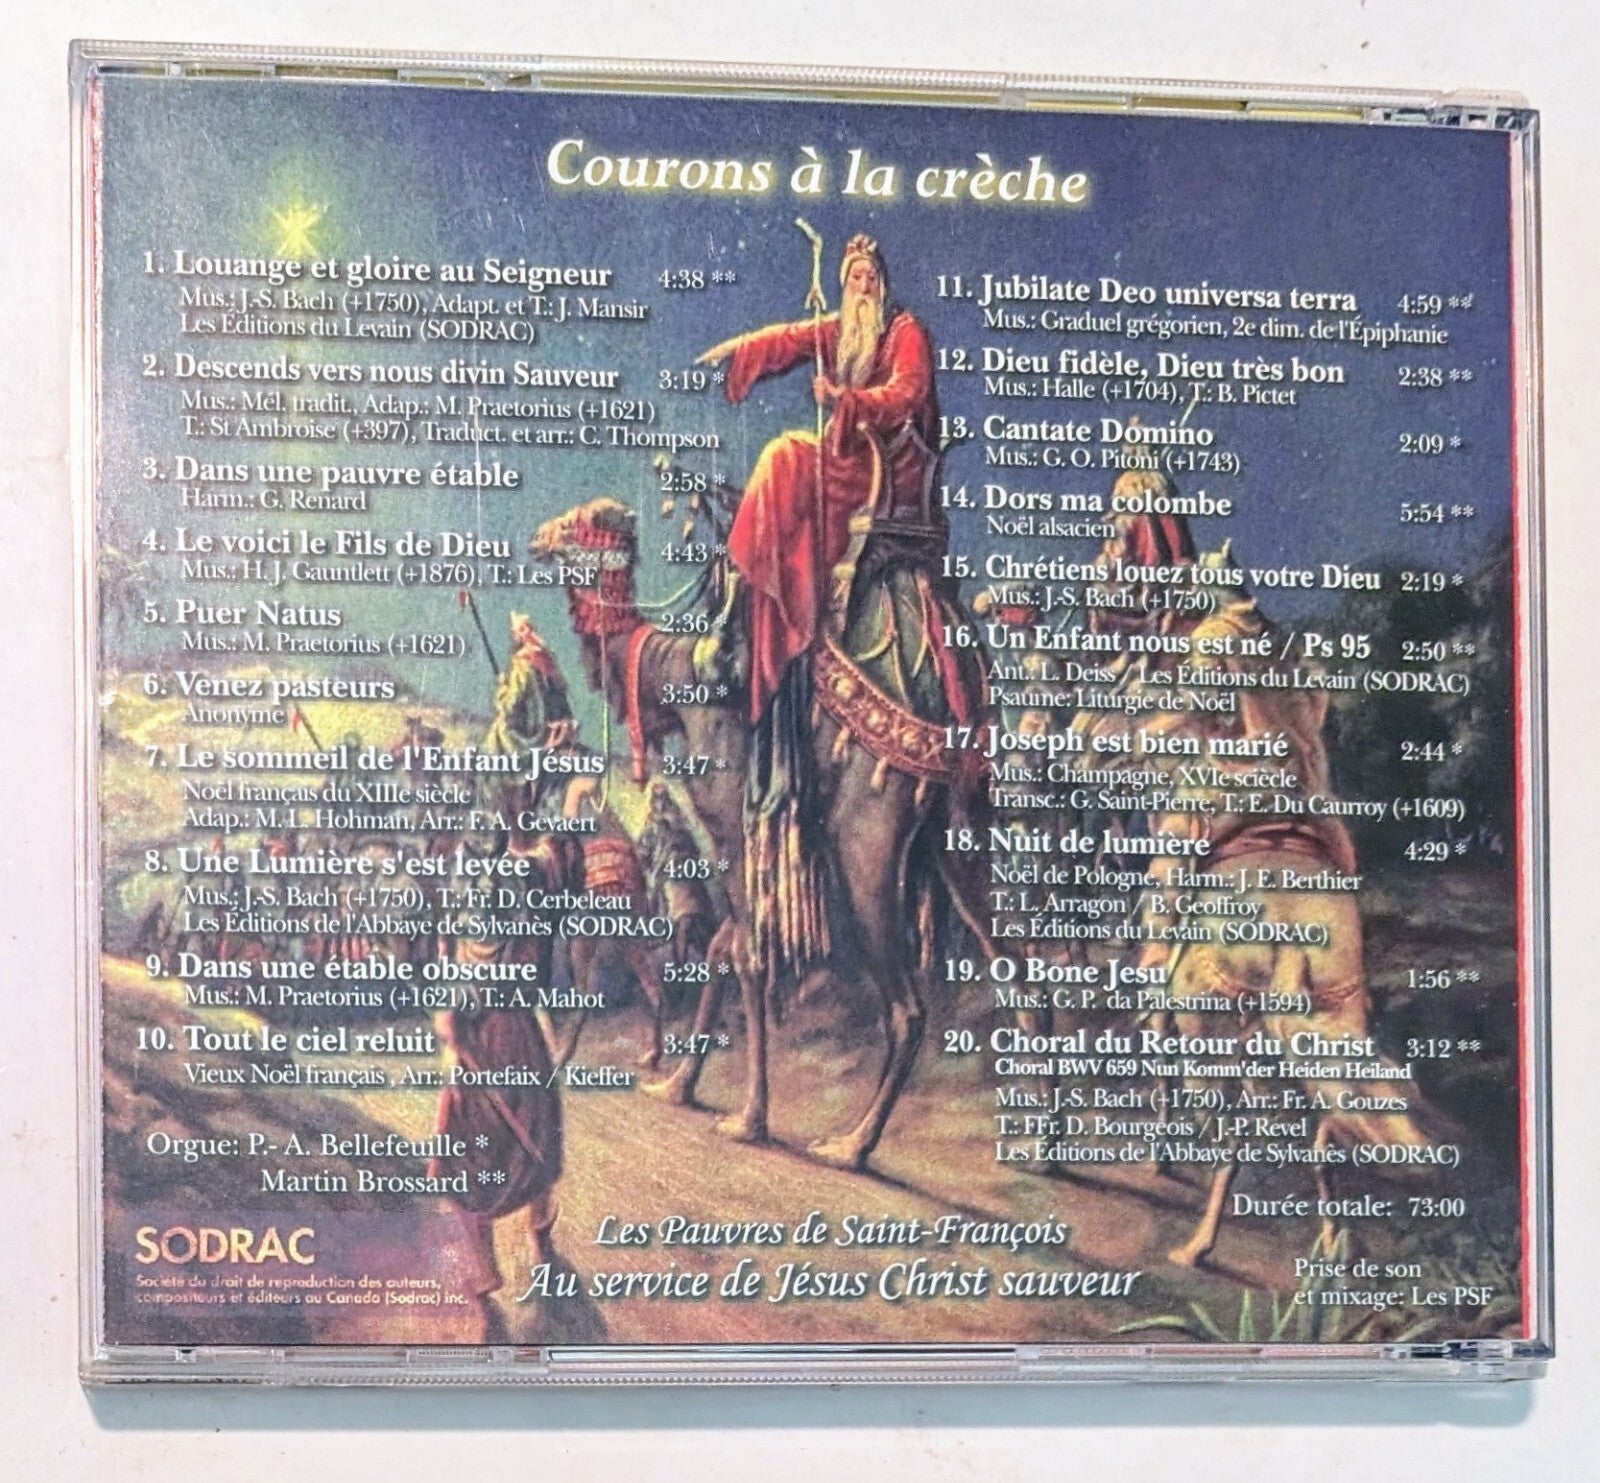 Courons à la crèche
1. Louange et gloire au Seigneur 4:38 **
Mus.: J.-S. Bach (+1750), Adapt. et T.: J. Mansir
Les Éditions du Levain (SODRAC)
2. Descends vers nous divin Sauveur 3:19 *
Mus.: Mél. tradit., Adap.: M. Praetorius (+1621)
T.: St Ambroise (+397), Traduct. et arr.: C. Thompson
3. Dans une pauvre étable 2:58 *
Harm.: G. Renard
4. Le voici le Fils de Dieu 4:43 *
Mus.: H. J. Gauntlett (+1876), T.: Les PSF
5. Puer Natus 2:36 *
Mus.: M. Praetorius (+1621)
6. Venez pasteurs 3:50 *
Anonyme
7. Le sommeil de l'Enfant Jésus 3:47 *
Noël français du XIIIe siècle
Adap.: M. L. Hohman, Arr.: F. A. Gevaert
8. Une Lumière s'est levée 4:03 *
Mus.: J.-S. Bach (+1750), T.: Fr. D. Cerbeleau
Les Éditions de l'Abbaye de Sylvanès (SODRAC)
9. Dans une étable obscure 5:28 *
Mus.: M. Praetorius (+1621), T.: A. Mahot
10. Tout le ciel reluit 3:47 *
Vieux Noël français , Arr.: Portefaix / Kieffer
Orgue: P.- A. Bellefeuille *
Martin Brossard **
11. Jubilate Deo universa terra 4:59 **
Mus.: Graduel grégorien, 2e dim. de l'Épiphanie
12. Dieu fidèle, Dieu très bon 2:38 **
Mus.: Halle (+1704), T.: B. Pictet
13. Cantate Domino 2:09 *
Mus.: G. O. Pitoni (+1743)
14. Dors ma colombe 5:54 **
Noël alsacien
15. Chrétiens louez tous votre Dieu 2:19 *
Mus.: J.-S. Bach (+1750)
16. Un Enfant nous est né / Ps 95 2:50 **
Ant.: L. Deiss / Les Éditions du Levain (SODRAC)
Psaume: Liturgie de Noël
17. Joseph est bien marié 2:44 *
Mus.: Champagne, XVIe sciècle
Transc.: G. Saint-Pierre, T.: E. Du Caurroy (+1609)
18. Nuit de lumière 4:29 *
Noël de Pologne, Harm.: J. E. Berthier
T.: L. Arragon / B. Geoffroy
Les Éditions du Levain (SODRAC)
19. O Bone Jesu 1:56 **
Mus.: G. P. da Palestrina (+1594)
20. Choral du Retour du Christ 3:12 **
Choral BWV 659 Nun Komm'der Heiden Heiland
Mus.: J.-S. Bach (+1750), Arr.: Fr. A. Gouzes
T.: FFr. D. Bourgeois / J.-P. Revel
Les Éditions de l'Abbaye de Sylvanès (SODRAC)
Durée totale: 73:00
SODRAC
Société du droit de reproduction des auteurs,
compositeurs et éditeurs au Canada (Sodrac) inc.
Les Pauvres de Saint-François
Au service de Jésus Christ sauveur
Prise de son
et mixage: Les PSF